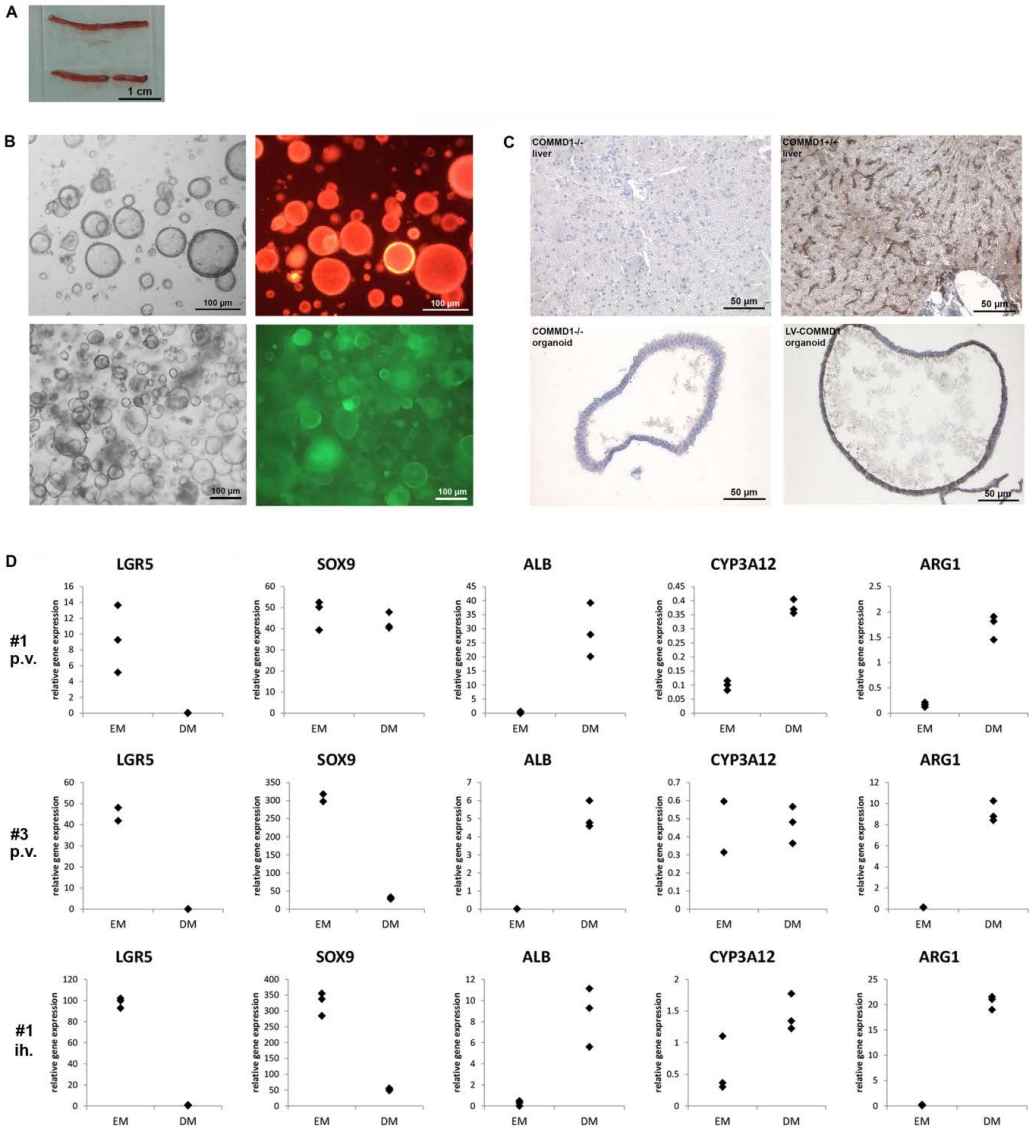 A
1 cm
B
100 µm
100 µm
100 µm
100 µm
C
COMMD1-/-
liver
50 µm
COMMD1+/+
liver
50 µm
COMMD1-/-
organoid
50 µm
LV-COMMD1
organoid
50 µm
D
#1
p.v.
LGR5
relative gene expression
16
14
12
10
8
6
4
2
0
EM DM
SOX9
relative gene expression
60
50
40
30
20
10
0
EM DM
ALB
relative gene expression
45
40
35
30
25
20
15
10
5
0
EM DM
CYP3A12
relative gene expression
0.45
0.4
0.35
0.3
0.25
0.2
0.15
0.1
0.05
0
EM DM
ARG1
relative gene expression
2.5
2
1.5
1
0.5
0
EM DM
#3
p.v.
LGR5
relative gene expression
60
50
40
30
20
10
0
EM DM
SOX9
relative gene expression
350
300
250
200
150
100
50
0
EM DM
ALB
relative gene expression
7
6
5
4
3
2
1
0
EM DM
CYP3A12
relative gene expression
0.7
0.6
0.5
0.4
0.3
0.2
0.1
0
EM DM
ARG1
relative gene expression
12
10
8
6
4
2
0
EM DM
#1
ih.
LGR5
relative gene expression
120
100
80
60
40
20
0
EM DM
SOX9
relative gene expression
400
350
300
250
200
150
100
50
0
EM DM
ALB
relative gene expression
12
10
8
6
4
2
0
EM DM
CYP3A12
relative gene expression
2
1.5
1
0.5
0
EM DM
ARG1
relative gene expression
25
20
15
10
5
0
EM DM